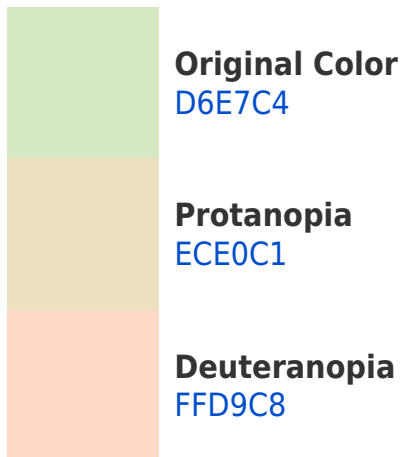 Original Color
D6E7C4
Protanopia
ECE0C1
Deuteranopia
FFD9C8